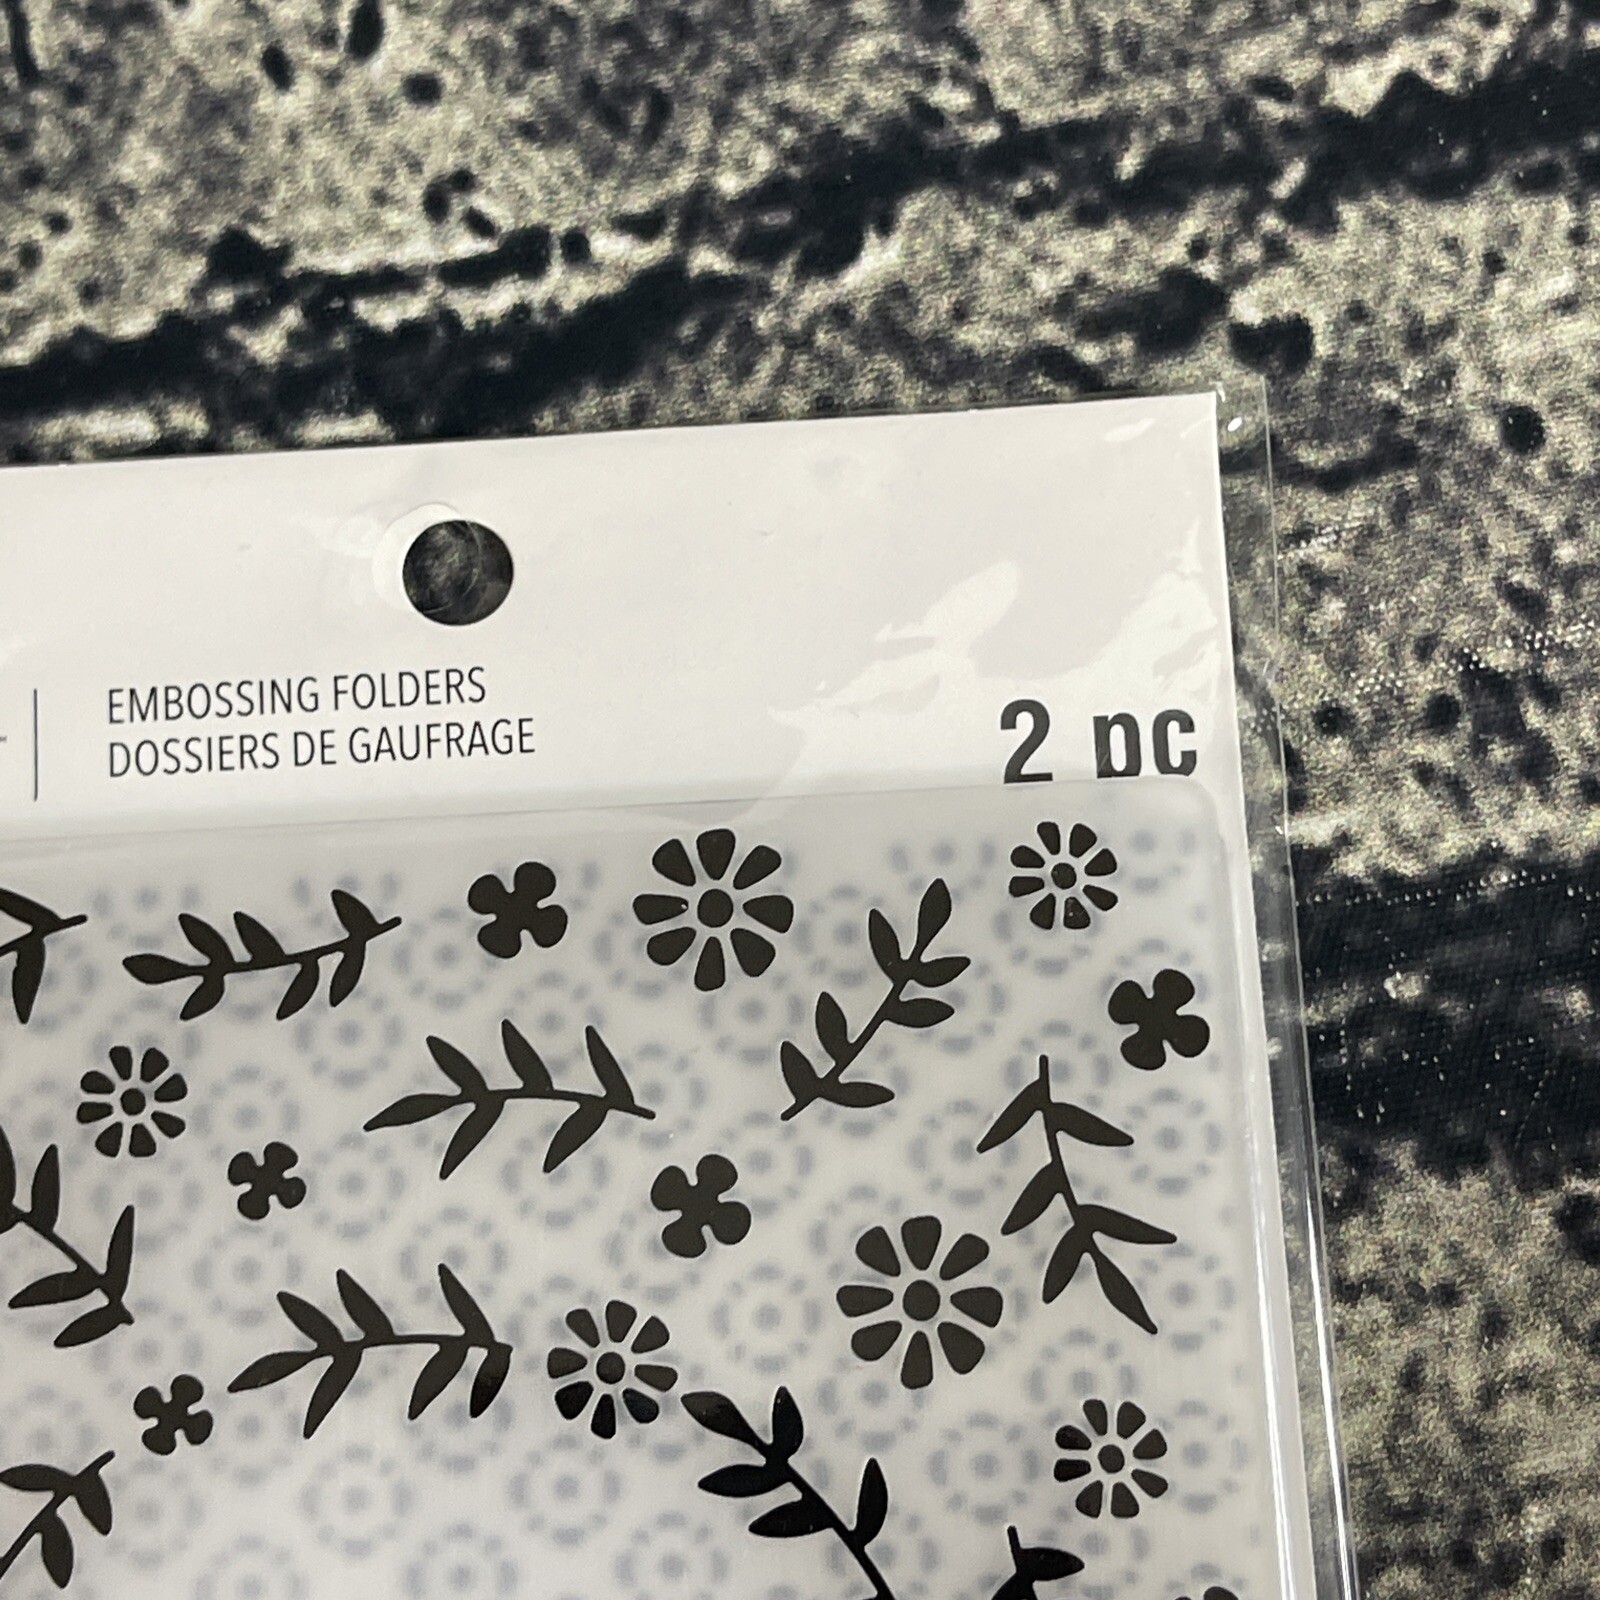 EMBOSSING FOLDERS
DOSSIERS DE GAUFRAGE
2 pc